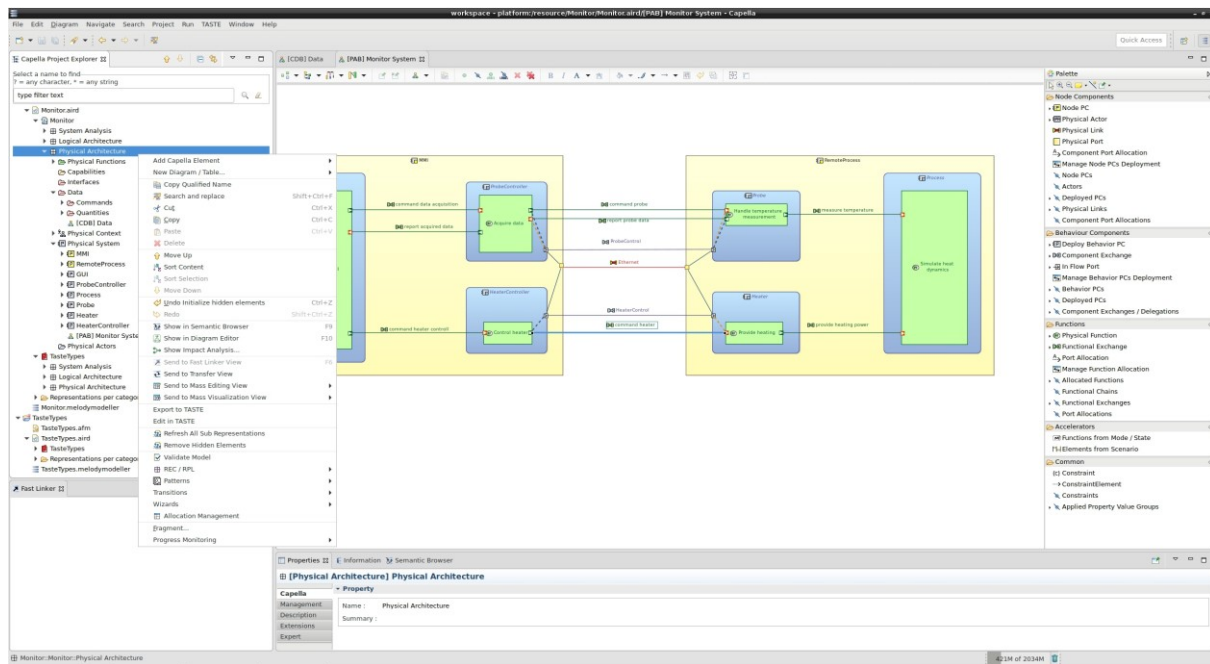 workspace - platform:/resource/Monitor/Monitor.aird/[PAB] Monitor System - Capella
File Edit Diagram Navigate Search Project Run TASTE Window Help
Quick Access
Capella Project Explorer
Select a name to find
? = any character, * = any string
type filter text
Monitor.aird
Monitor
System Analysis
Logical Architecture
Physical Architecture
Physical Functions
Capabilities
Interfaces
Data
Commands
Quantities
[CDB] Data
Physical Context
Physical System
MMI
RemoteProcess
GUI
ProbeController
Process
Probe
Heater
HeaterController
[PAB] Monitor Syste
Physical Actors
TasteTypes
System Analysis
Logical Architecture
Physical Architecture
Representations per catego
Monitor.melodymodeller
TasteTypes
TasteTypes.afm
TasteTypes.aird
TasteTypes
Representations per catego
TasteTypes.melodymodeller
Fast Linker
Add Capella Element
New Diagram / Table...
Copy Qualified Name
Search and replace Shift+Ctrl+F
Cut Ctrl+X
Copy Ctrl+C
Paste Ctrl+V
Delete
Move Up
Sort Content
Sort Selection
Move Down
Undo Initialize hidden elements Ctrl+Z
Redo Shift+Ctrl+Z
Show in Semantic Browser F9
Show in Diagram Editor F10
Show Impact Analysis...
Send to Fast Linker View F6
Send to Transfer View
Send to Mass Editing View
Send to Mass Visualization View
Export to TASTE
Edit in TASTE
Refresh All Sub Representations
Remove Hidden Elements
Validate Model
REC / RPL
Patterns
Transitions
Wizards
Allocation Management
Fragment...
Progress Monitoring
[CDB] Data
[PAB] Monitor System
MMI
ProbeController
Acquire data
command data acquisition
report acquired data
HeaterController
Control heater
command heater controll
command probe
report probe data
ProbeControl
Ethernet
HeaterControl
command heater
RemoteProcess
Probe
Handle temperature
measurement
measure temperature
Process
Simulate heat
dynamics
Heater
Provide heating
provide heating power
Palette
Node Components
Node PC
Physical Actor
Physical Link
Physical Port
Component Port Allocation
Manage Node PCs Deployment
Node PCs
Actors
Deployed PCs
Physical Links
Component Port Allocations
Behaviour Components
Deploy Behavior PC
Component Exchange
In Flow Port
Manage Behavior PCs Deployment
Behavior PCs
Deployed PCs
Component Exchanges / Delegations
Functions
Physical Function
Functional Exchange
Port Allocation
Manage Function Allocation
Allocated Functions
Functional Chains
Functional Exchanges
Port Allocations
Accelerators
Functions from Mode / State
Elements from Scenario
Common
{c} Constraint
ConstraintElement
Constraints
Applied Property Value Groups
Properties Information Semantic Browser
[Physical Architecture] Physical Architecture
Capella
Management
Description
Extensions
Expert
Property
Name : Physical Architecture
Summary :
Monitor::Monitor::Physical Architecture
421M of 2034M